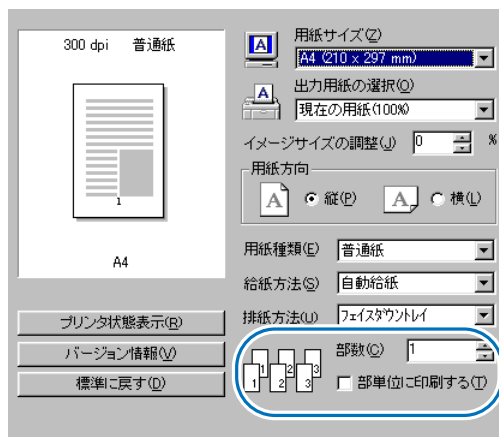 300 dpi 普通紙
1
A4
プリンタ状態表示(R)
バージョン情報(V)
標準に戻す(D)
A
用紙サイズ(Z)
A4 (210 x 297 mm)
A
出力用紙の選択(O)
現在の用紙(100%)
イメージサイズの調整(J) 0 %
用紙方向
A 縦(P) A 横(L)
用紙種類(E) 普通紙
給紙方法(S) 自動給紙
排紙方法(U) フェイスダウントレイ
1 1 2 2 3 3
部数(C) 1
部単位に印刷する(T)